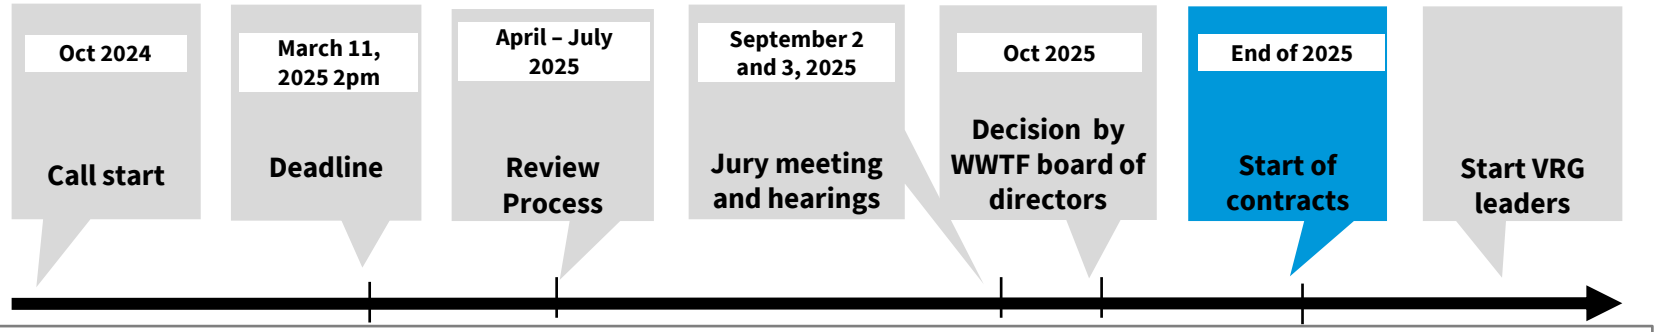 Oct 2024
Call start
March 11,
2025 2pm
Deadline
April – July
2025
Review
Process
September 2
and 3, 2025
Jury meeting
and hearings
Oct 2025
Decision by
WWTF board of
directors
End of 2025
Start of
contracts
Start VRG
leaders